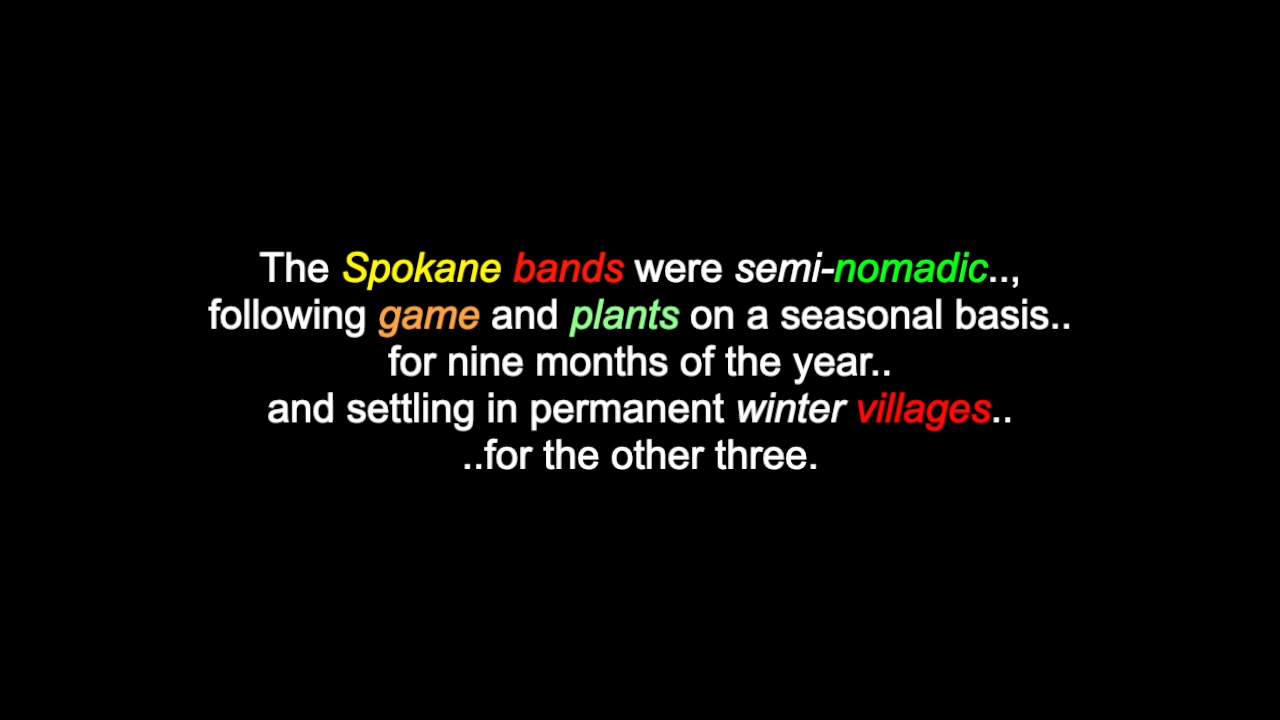 The Spokane bands were semi-nomadic..,
following game and plants on a seasonal basis..
for nine months of the year..
and settling in permanent winter villages..
..for the other three.